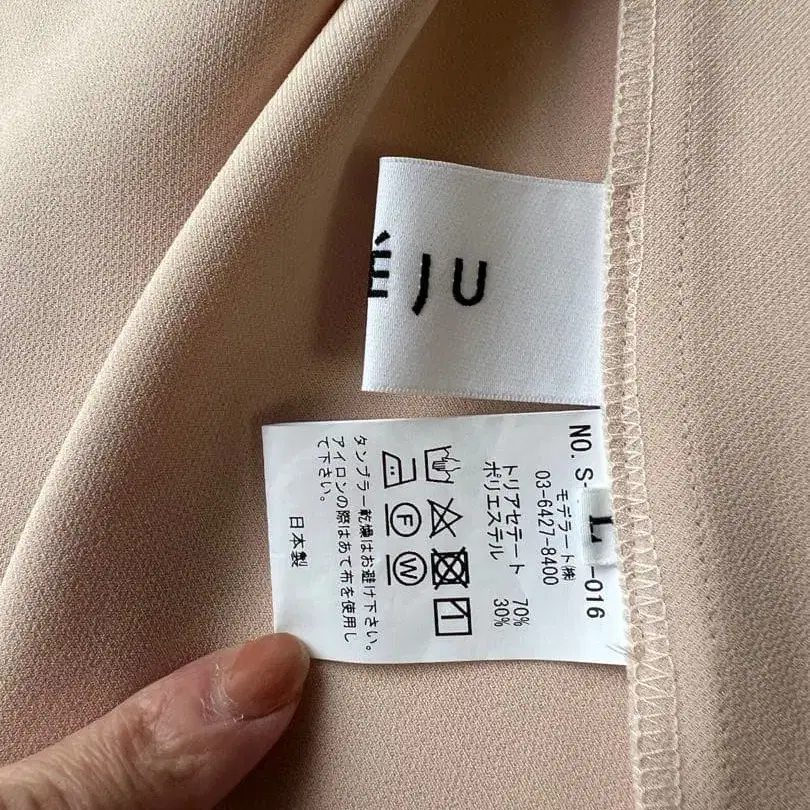 ÉJU
NO. S-
L
-016
モデラート㈱
03-6427-8400
トリアセテート 70%
ポリエステル 30%
F
W
タンブラー乾燥はお避け下さい。
アイロンの際はあて布を使用し
て下さい。
日本製